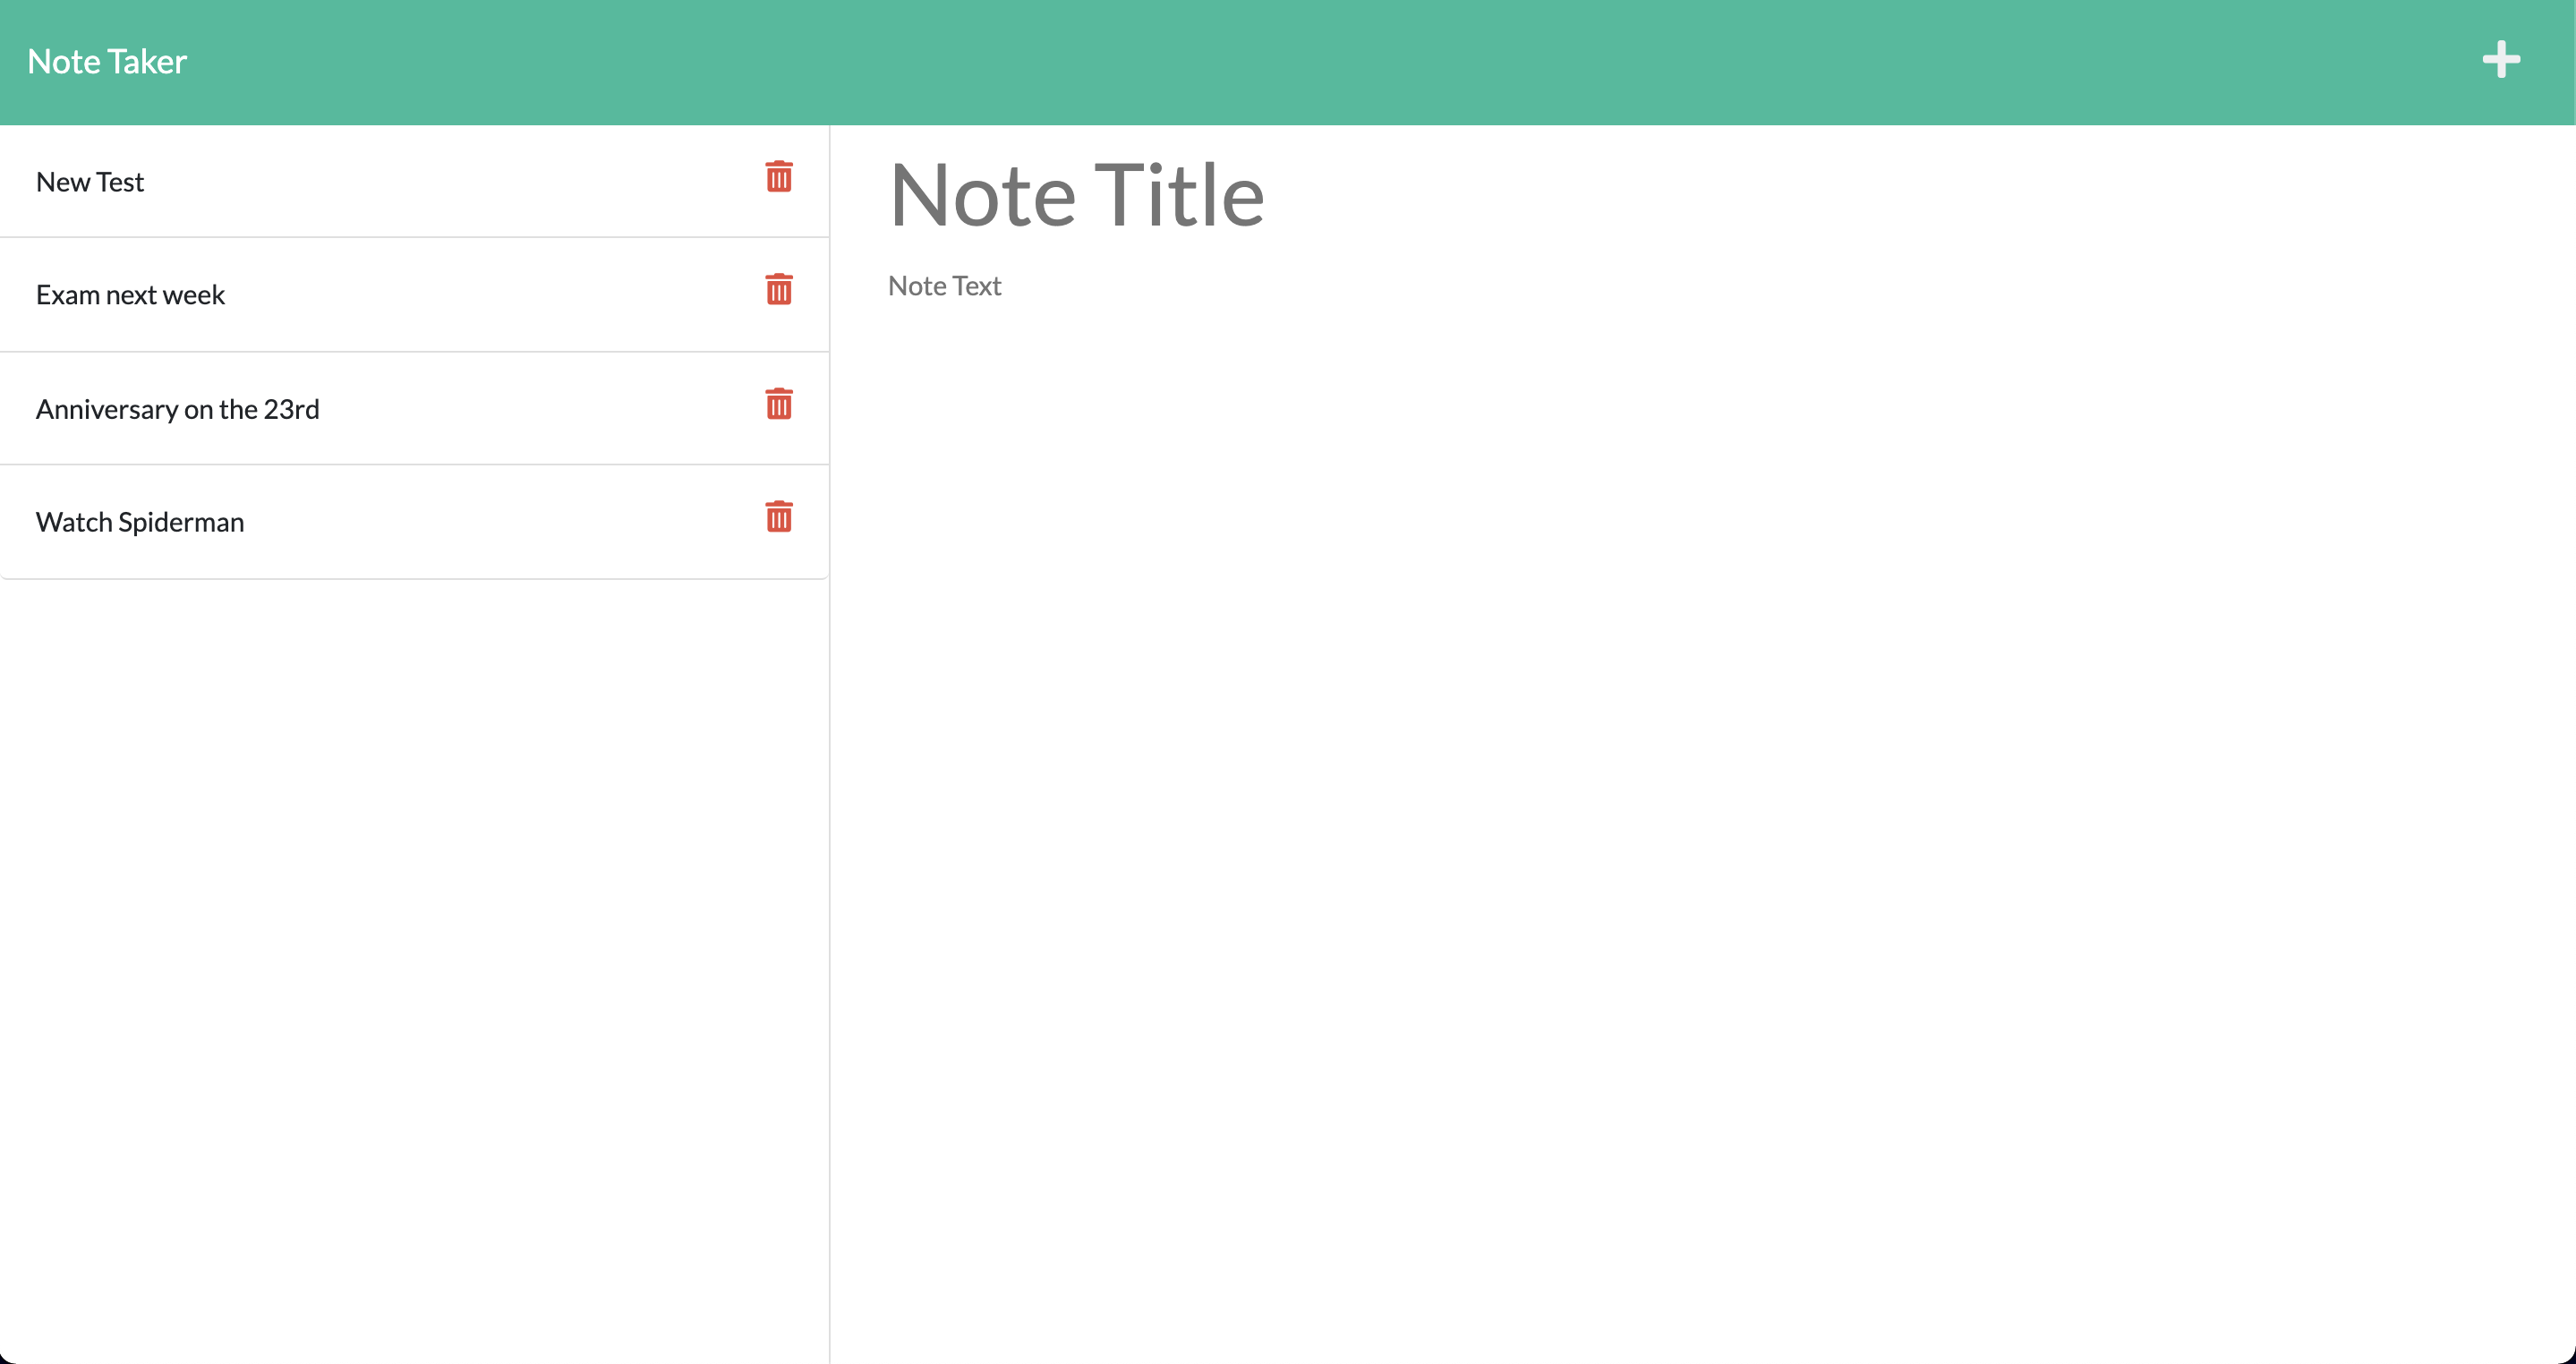 Note Taker
New Test
Exam next week
Anniversary on the 23rd
Watch Spiderman
Note Title
Note Text